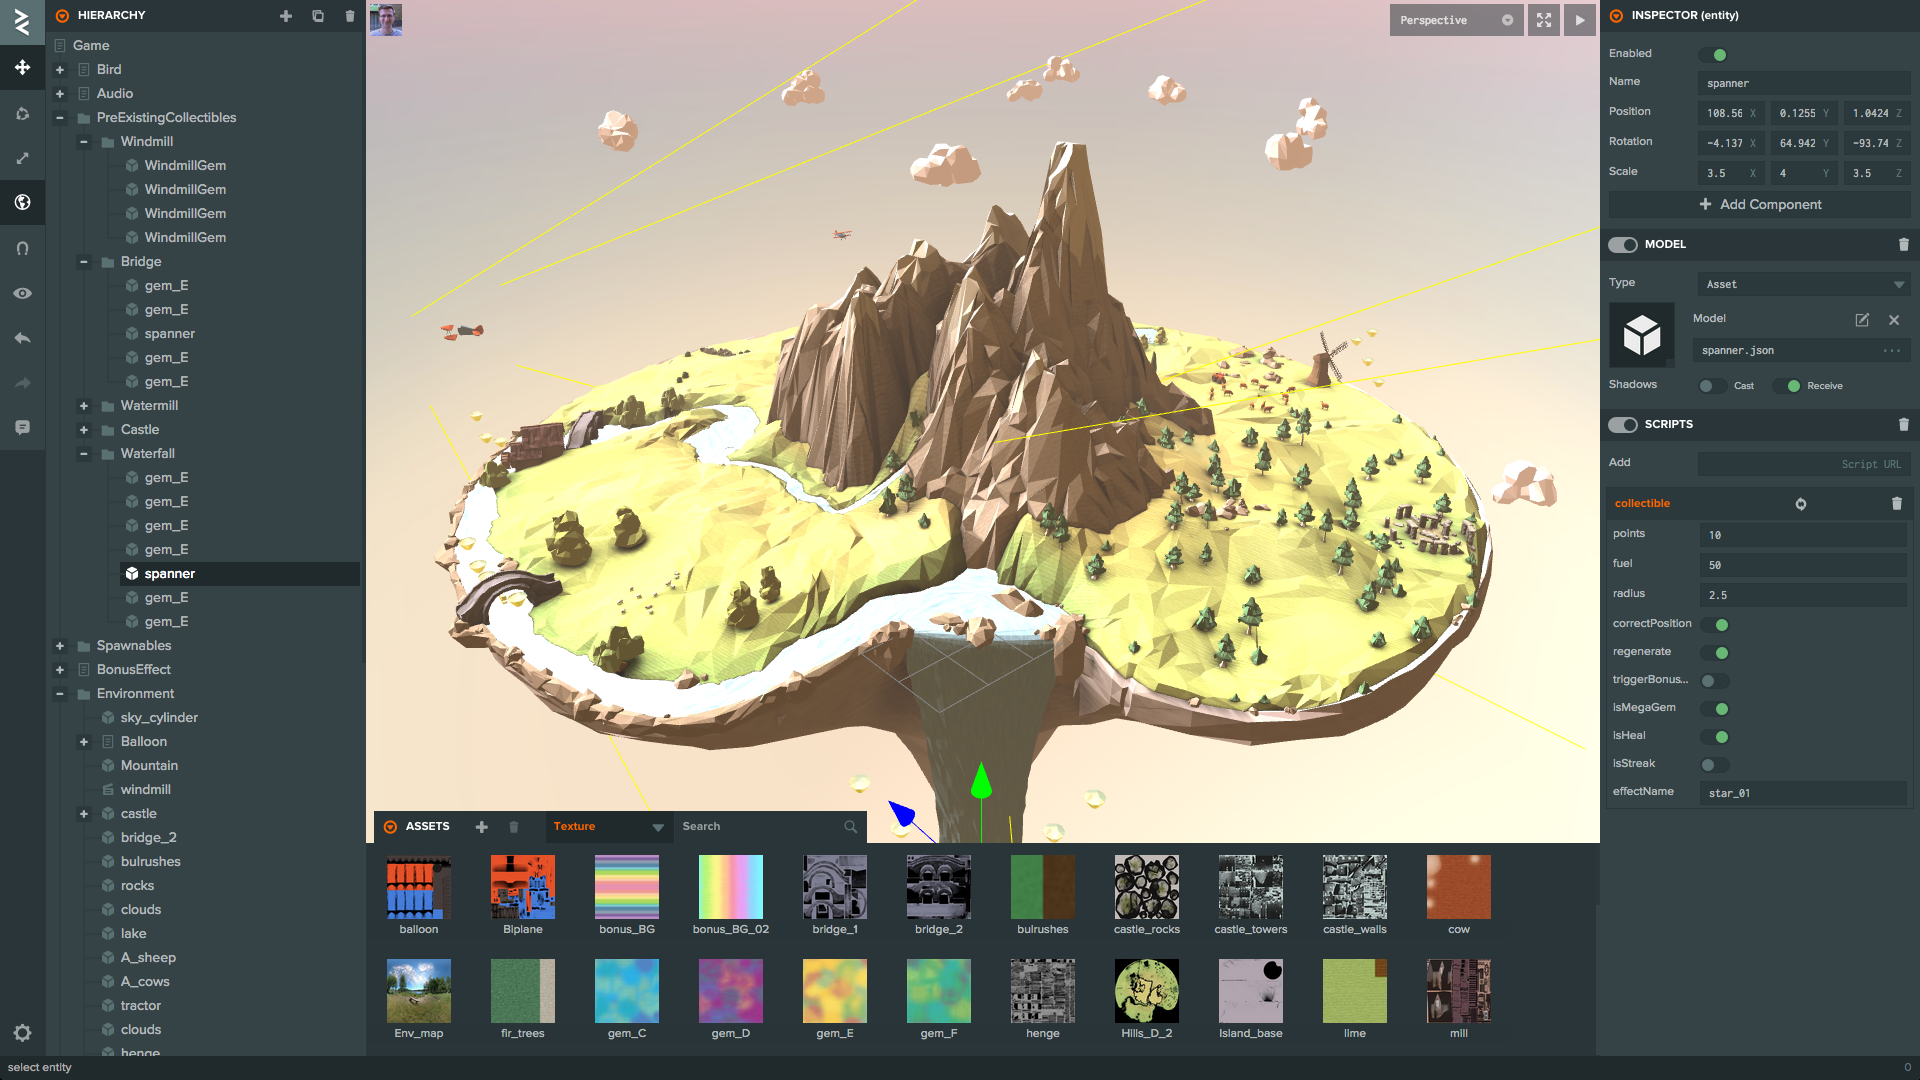 HIERARCHY
Game
Bird
Audio
PreExistingCollectibles
Windmill
WindmillGem
WindmillGem
WindmillGem
WindmillGem
Bridge
gem_E
gem_E
spanner
gem_E
gem_E
Watermill
Castle
Waterfall
gem_E
gem_E
gem_E
gem_E
spanner
gem_E
gem_E
Spawnables
BonusEffect
Environment
sky_cylinder
Balloon
Mountain
windmill
castle
bridge_2
bulrushes
rocks
clouds
lake
A_sheep
A_cows
tractor
clouds
henge
select entity
Perspective
ASSETS
Texture
Search
balloon
Biplane
bonus_BG
bonus_BG_02
bridge_1
bridge_2
bulrushes
castle_rocks
castle_towers
castle_walls
cow
Env_map
fir_trees
gem_C
gem_D
gem_E
gem_F
henge
Hills_D_2
Island_base
lime
mill
INSPECTOR (entity)
Enabled
Name spanner
Position 108.56 X 0.1255 Y 1.0424 Z
Rotation -4.137 X 64.942 Y -93.74 Z
Scale 3.5 X 4 Y 3.5 Z
Add Component
MODEL
Type Asset
Model
spanner.json ...
Shadows Cast Receive
SCRIPTS
Add Script URL
collectible
points 10
fuel 50
radius 2.5
correctPosition
regenerate
triggerBonus...
isMegaGem
isHeal
isStreak
effectName star_01
0